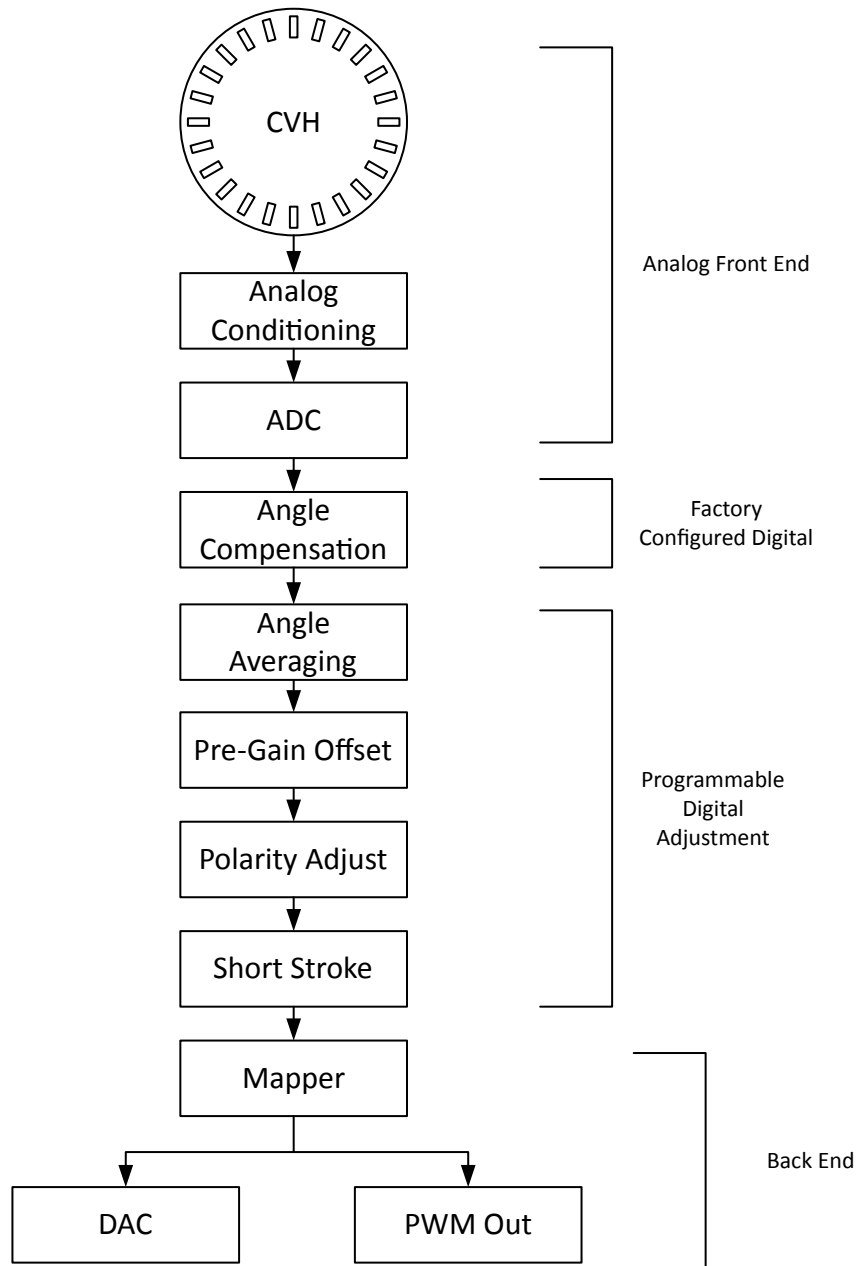 CVH
Analog
Conditioning
ADC
Angle
Compensation
Angle
Averaging
Pre-Gain Offset
Polarity Adjust
Short Stroke
Mapper
DAC
PWM Out
Analog Front End
Factory
Configured Digital
Programmable
Digital
Adjustment
Back End